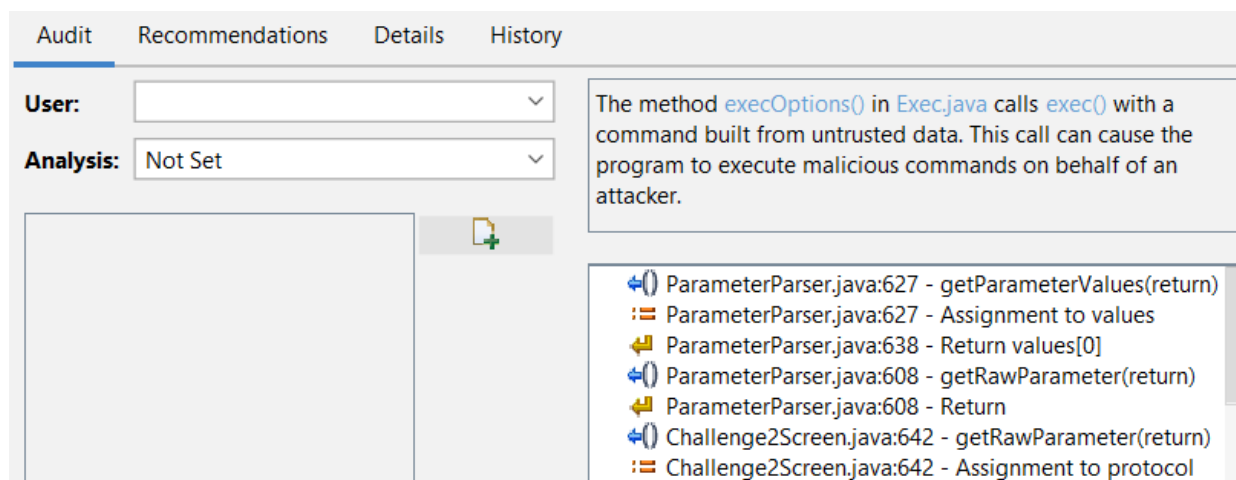 Audit Recommendations Details History
User:
Analysis: Not Set
The method execOptions() in Exec.java calls exec() with a
command built from untrusted data. This call can cause the
program to execute malicious commands on behalf of an
attacker.
ParameterParser.java:627 - getParameterValues(return)
ParameterParser.java:627 - Assignment to values
ParameterParser.java:638 - Return values[0]
ParameterParser.java:608 - getRawParameter(return)
ParameterParser.java:608 - Return
Challenge2Screen.java:642 - getRawParameter(return)
Challenge2Screen.java:642 - Assignment to protocol